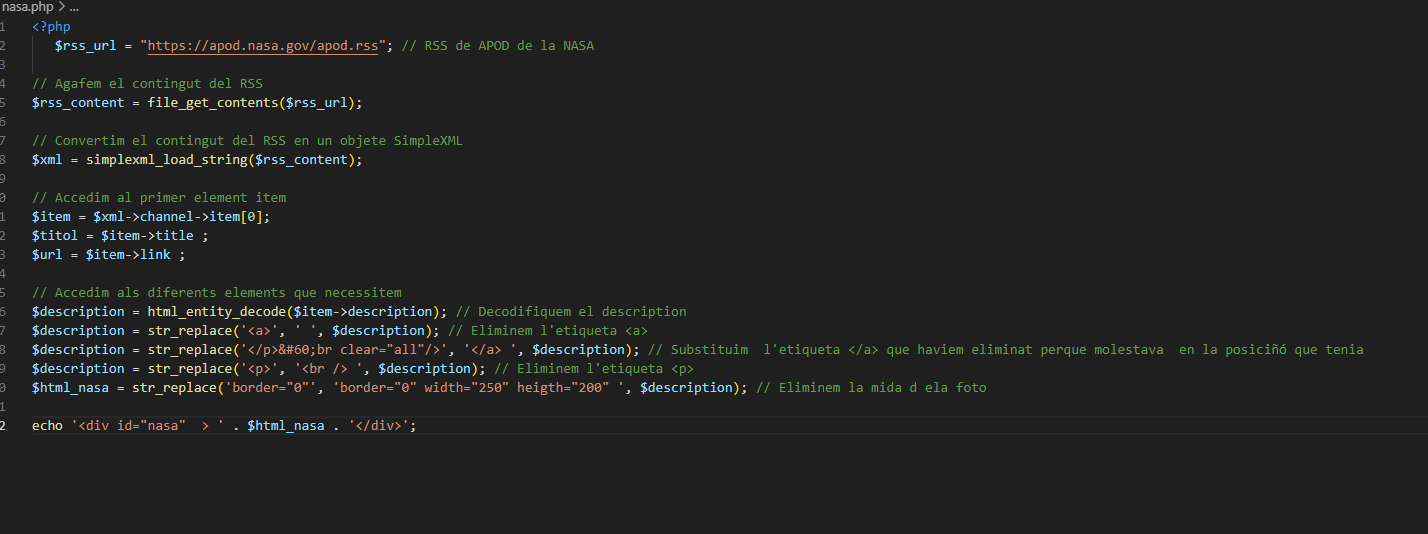 nasa.php > ...
1 <?php
2 $rss_url = "https://apod.nasa.gov/apod.rss"; // RSS de APOD de la NASA
3
4 // Agafem el contingut del RSS
5 $rss_content = file_get_contents($rss_url);
6
7 // Convertim el contingut del RSS en un objete SimpleXML
8 $xml = simplexml_load_string($rss_content);
9
0 // Accedim al primer element item
1 $item = $xml->channel->item[0];
2 $titol = $item->title ;
3 $url = $item->link ;
4
5 // Accedim als diferents elements que necessitem
6 $description = html_entity_decode($item->description); // Decodifiquem el description
7 $description = str_replace('<a>', ' ', $description); // Eliminem l'etiqueta <a>
8 $description = str_replace('</p>&#60;br clear="all"/>', '</a> ', $description); // Substituim  l'etiqueta </a> que haviem eliminat perque molestava  en la posiciñó que tenia
9 $description = str_replace('<p>', '<br /> ', $description); // Eliminem l'etiqueta <p>
0 $html_nasa = str_replace('border="0"', 'border="0" width="250" heigth="200" ', $description); // Eliminem la mida d ela foto
1
2 echo '<div id="nasa"  > ' . $html_nasa . '</div>';